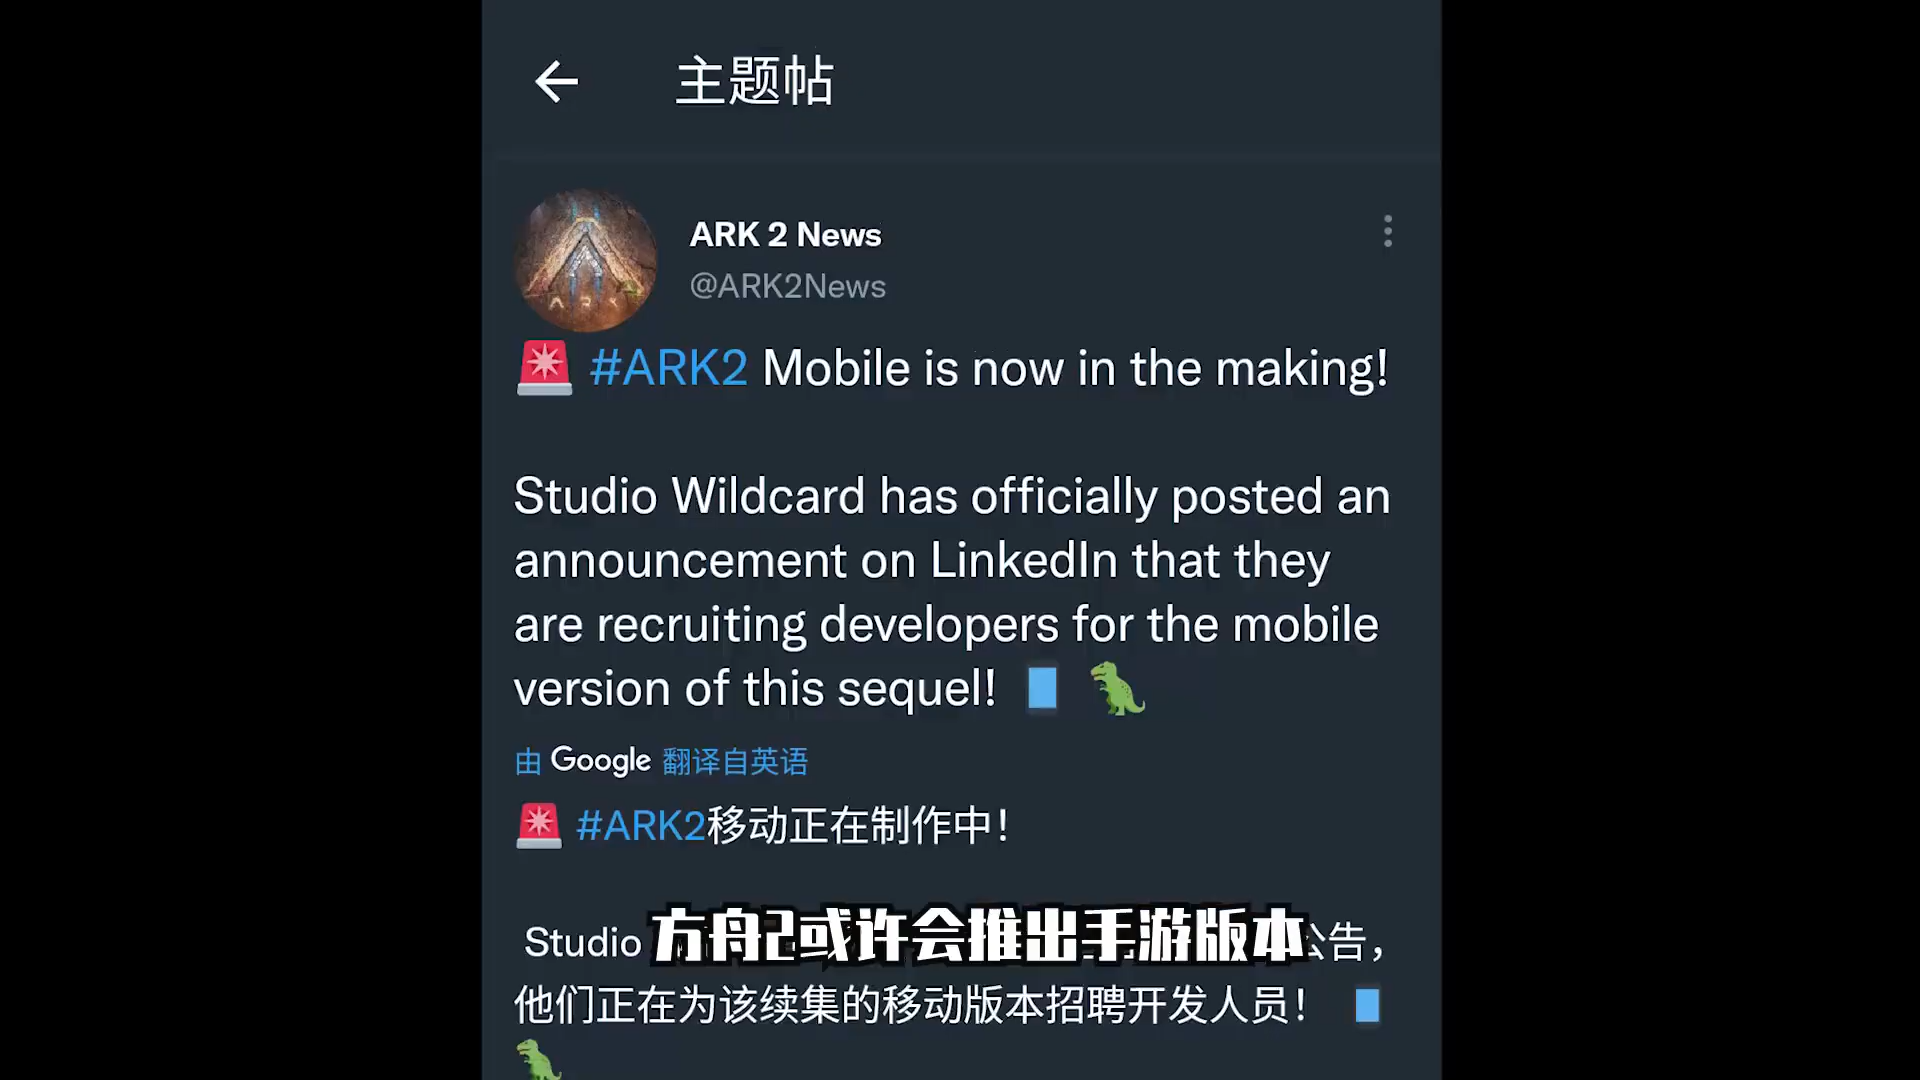 主题帖
ARK 2 News
@ARK2News
#ARK2 Mobile is now in the making!
Studio Wildcard has officially posted an
announcement on LinkedIn that they
are recruiting developers for the mobile
version of this sequel!
由 Google 翻译自英语
#ARK2移动正在制作中！
Studio
公告，
方舟2或许会推出手游版本
他们正在为该续集的移动版本招聘开发人员！